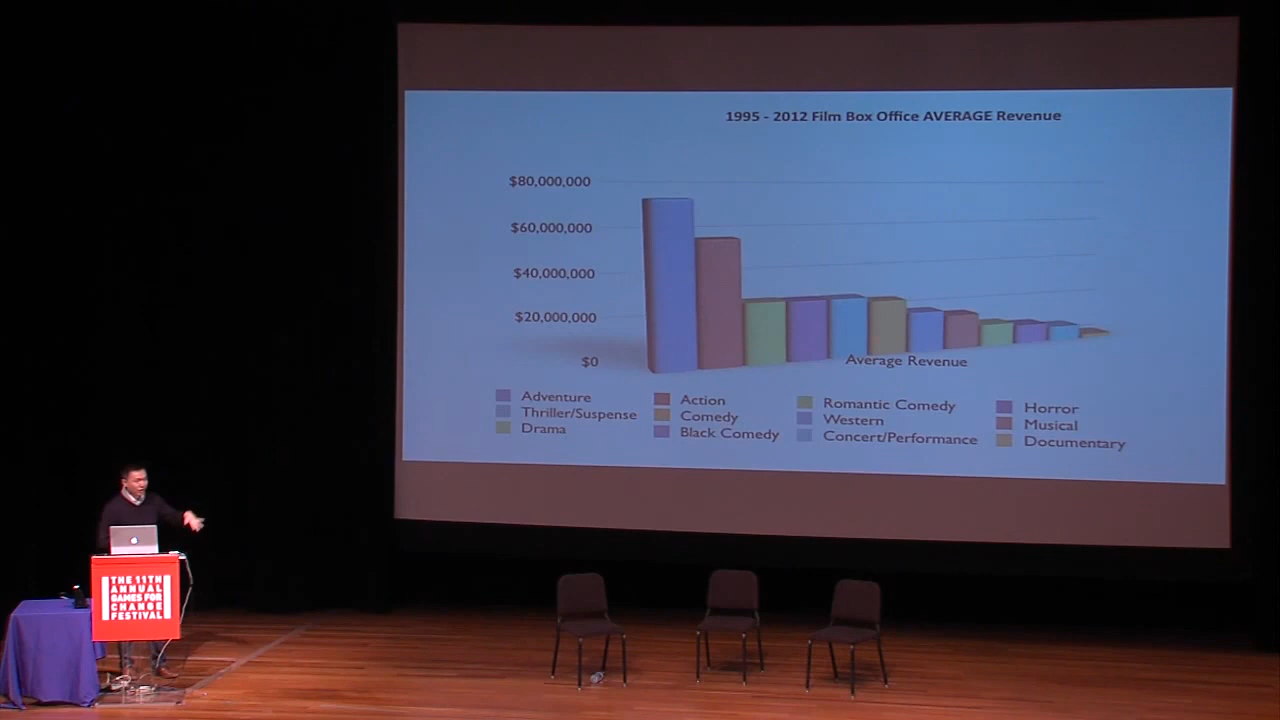 1995 - 2012 Film Box Office AVERAGE Revenue
$80,000,000
$60,000,000
$40,000,000
$20,000,000
$0
Average Revenue
Adventure
Action
Romantic Comedy
Horror
Thriller/Suspense
Comedy
Western
Musical
Drama
Black Comedy
Concert/Performance
Documentary
THE 11TH
ANNUAL
GAMES FOR
CHANGE
FESTIVAL